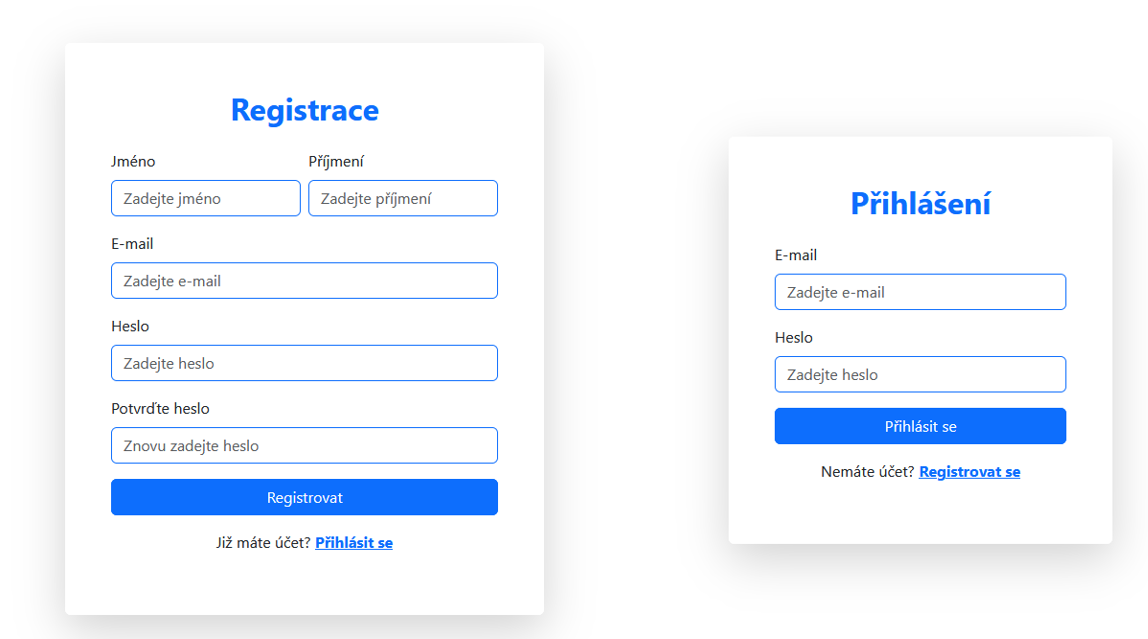 Registrace
Jméno Příjmení
Zadejte jméno Zadejte příjmení
E-mail
Zadejte e-mail
Heslo
Zadejte heslo
Potvrďte heslo
Znovu zadejte heslo
Registrovat
Již máte účet? Přihlásit se
Přihlášení
E-mail
Zadejte e-mail
Heslo
Zadejte heslo
Přihlásit se
Nemáte účet? Registrovat se